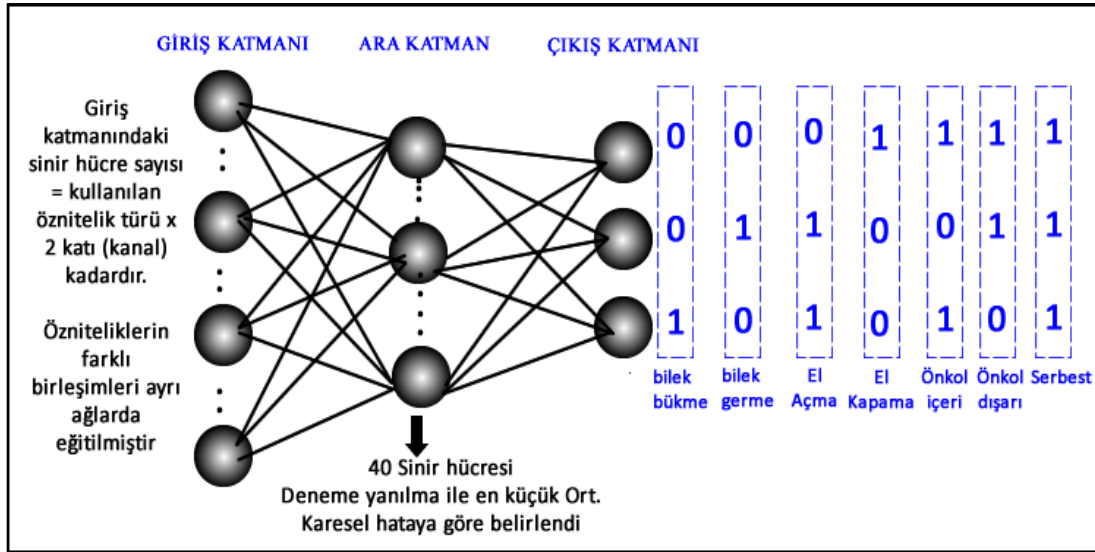 GİRİŞ KATMANI
ARA KATMAN
ÇIKIŞ KATMANI
Giriş
katmanındaki
sinir hücre sayısı
= kullanılan
öznitelik türü x
2 katı (kanal)
kadardır.
Özniteliklerin
farklı
birleşimleri ayrı
ağlarda
eğitilmiştir
40 Sinir hücresi
Deneme yanılma ile en küçük Ort.
Karesel hataya göre belirlendi
0 0 0 1 1 1 1
0 1 1 0 0 1 1
1 0 1 0 1 0 1
bilek
bükme
bilek
germe
El
Açma
El
Kapama
Önkol
içeri
Önkol
dışarı
Serbest